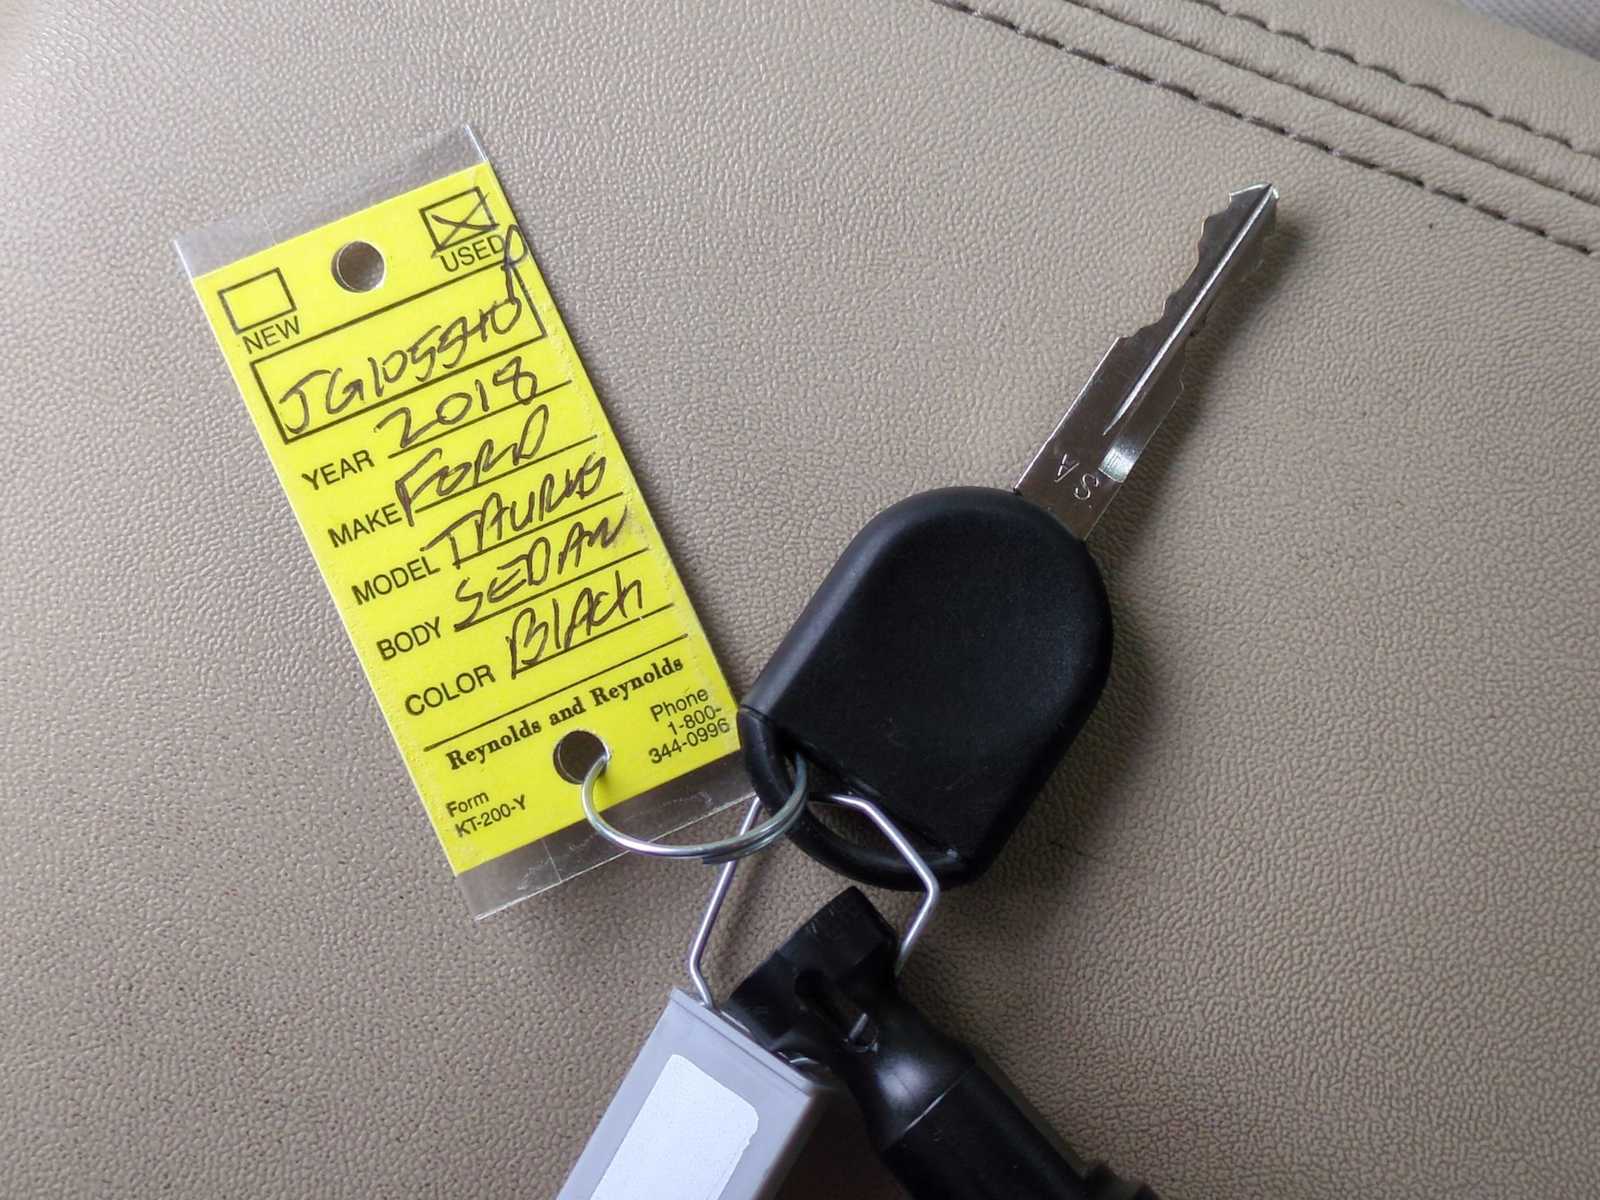 NEW
USED
JG105540P
YEAR 2018
MAKE FORD
MODEL TAURUS
BODY SEDAN
COLOR BlAck
Reynolds and Reynolds
Form
KT-200-Y
Phone
1-800-
344-0996
SA